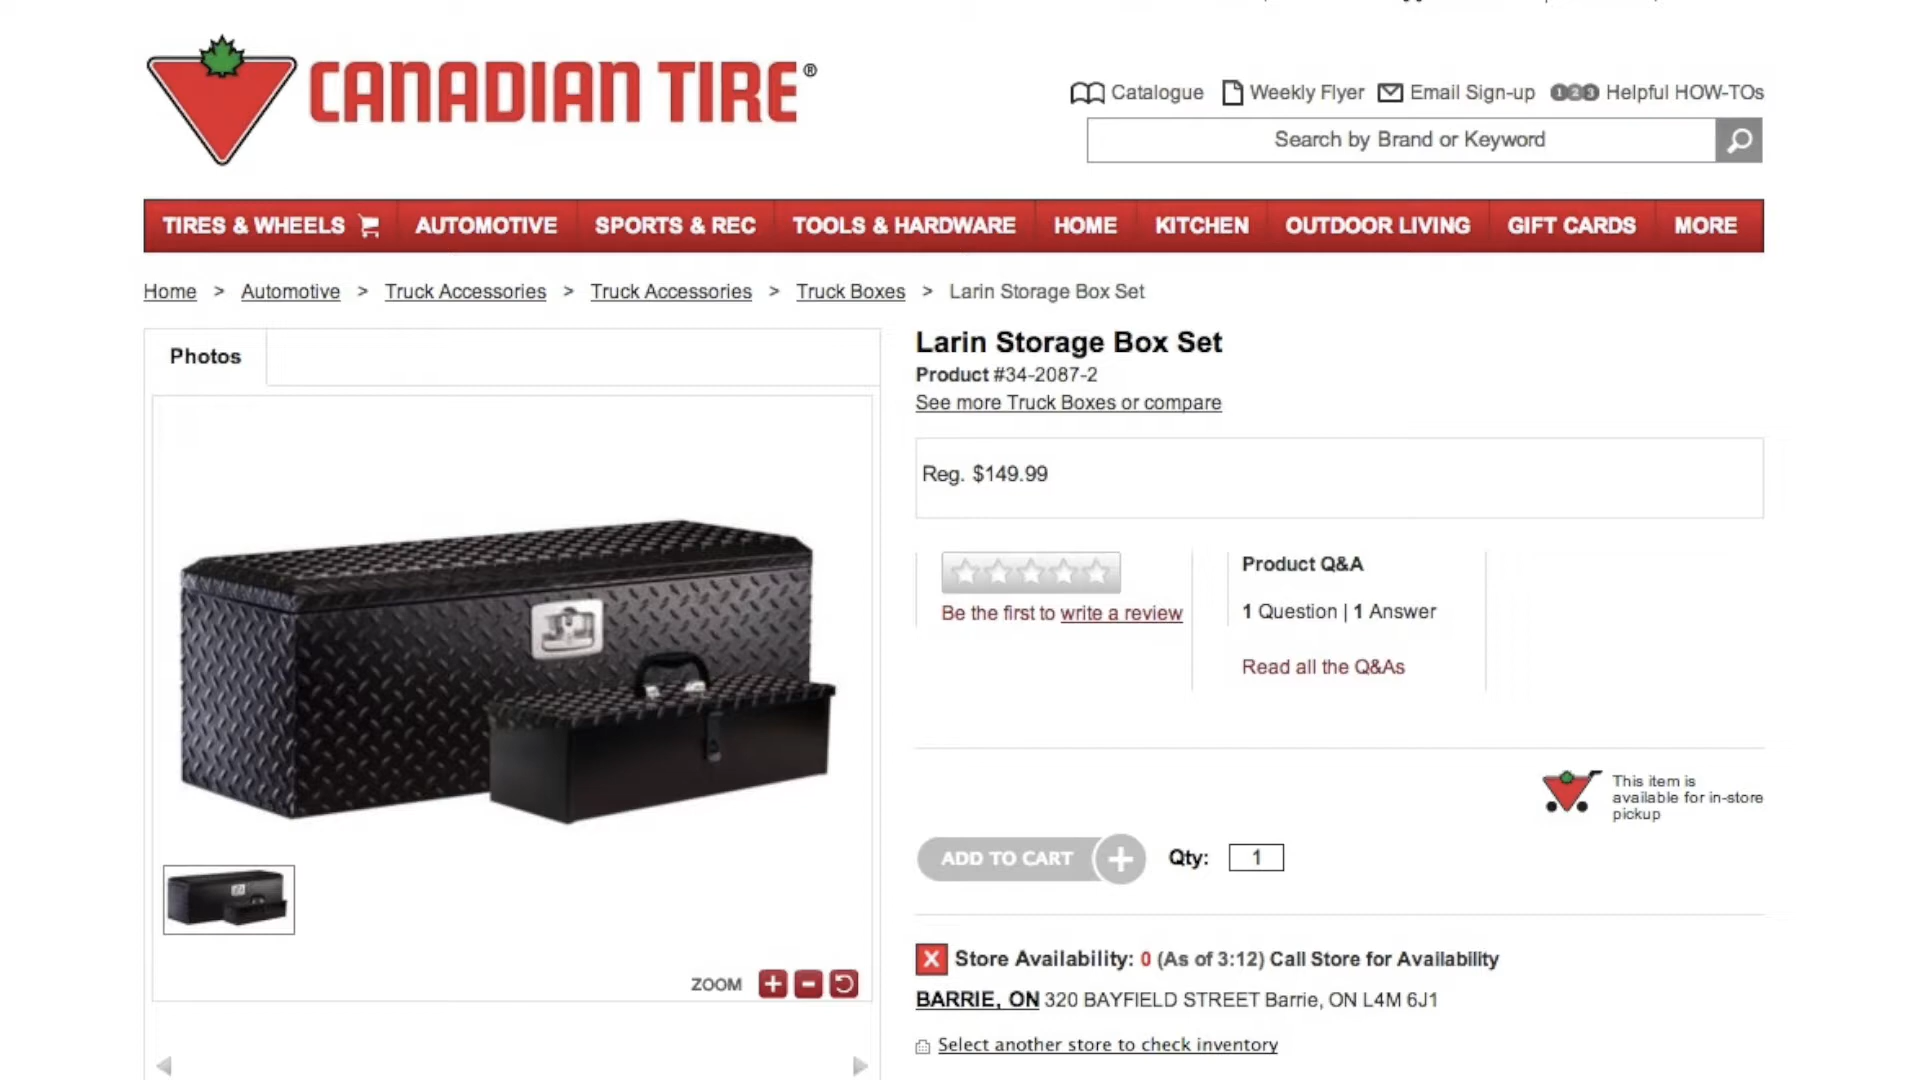 CANADIAN TIRE®
Catalogue
Weekly Flyer
Email Sign-up
123 Helpful HOW-TOs
Search by Brand or Keyword
TIRES & WHEELS
AUTOMOTIVE
SPORTS & REC
TOOLS & HARDWARE
HOME
KITCHEN
OUTDOOR LIVING
GIFT CARDS
MORE
Home > Automotive > Truck Accessories > Truck Accessories > Truck Boxes > Larin Storage Box Set
Photos
Larin Storage Box Set
Product #34-2087-2
See more Truck Boxes or compare
Reg. $149.99
Be the first to write a review
Product Q&A
1 Question | 1 Answer
Read all the Q&As
This item is
available for in-store
pickup
ADD TO CART +
Qty: 1
ZOOM
X Store Availability: 0 (As of 3:12) Call Store for Availability
BARRIE, ON 320 BAYFIELD STREET Barrie, ON L4M 6J1
Select another store to check inventory